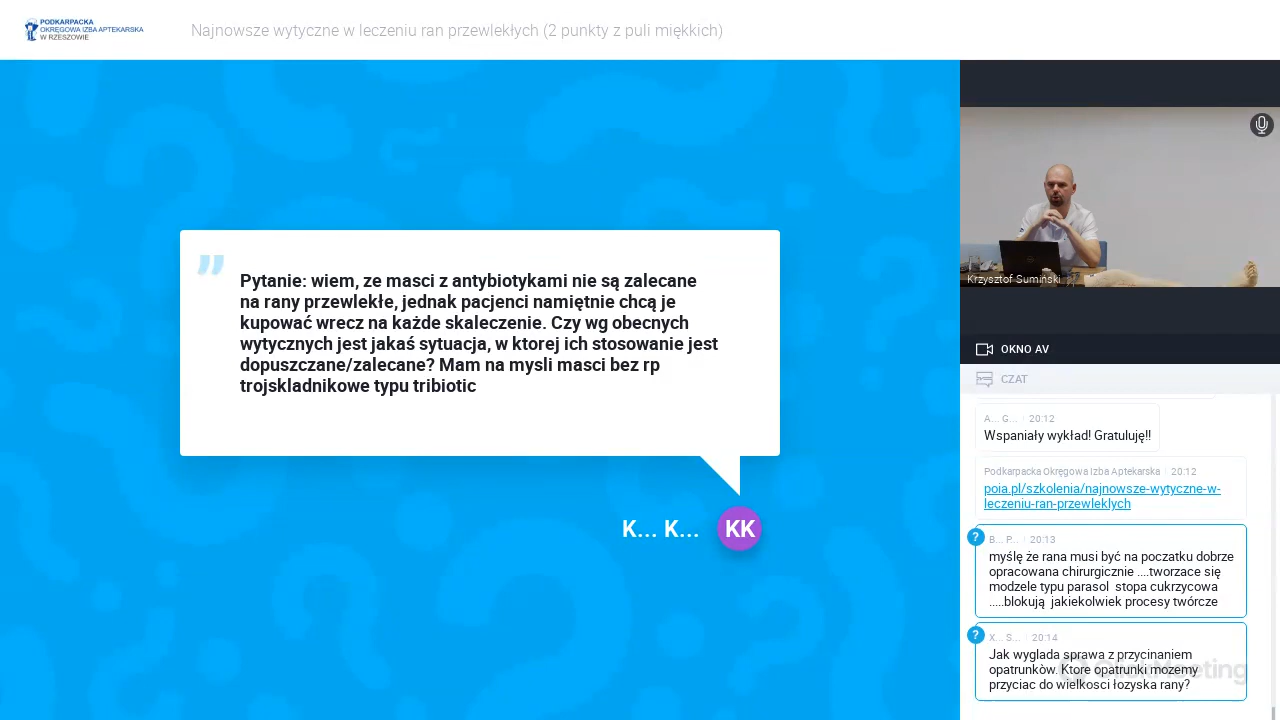 PODKARPACKA
OKRĘGOWA IZBA APTEKARSKA
W RZESZOWIE
Najnowsze wytyczne w leczeniu ran przewlekłych (2 punkty z puli miękkich)
Pytanie: wiem, ze masci z antybiotykami nie są zalecane
na rany przewlekłe, jednak pacjenci namiętnie chcą je
kupować wrecz na każde skaleczenie. Czy wg obecnych
wytycznych jest jakaś sytuacja, w ktorej ich stosowanie jest
dopuszczane/zalecane? Mam na mysli masci bez rp
trojskladnikowe typu tribiotic
K... K... KK
Krzysztof Sumiński
OKNO AV
CZAT
A... G... 20:12
Wspaniały wykład! Gratuluję!!
Podkarpacka Okręgowa Izba Aptekarska 20:12
poia.pl/szkolenia/najnowsze-wytyczne-w-
leczeniu-ran-przewleklych
? B... P... 20:13
myślę że rana musi być na poczatku dobrze
opracowana chirurgicznie ....tworzace się
modzele typu parasol stopa cukrzycowa
.....blokują jakiekolwiek procesy twórcze
? X... S... 20:14
Jak wyglada sprawa z przycinaniem
opatrunków. Ktore opatrunki mozemy
przyciac do wielkosci łozyska rany?
ClickMeeting